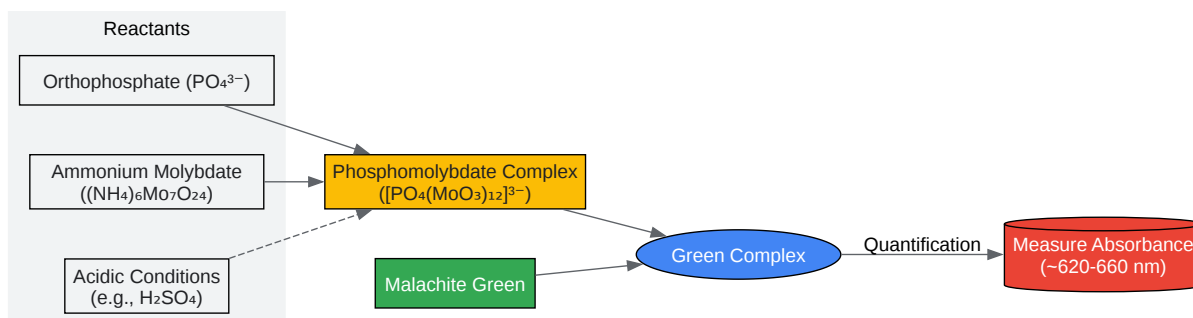 Reactants
Orthophosphate (PO₄³⁻)
Ammonium Molybdate
((NH₄)₆Mo₇O₂₄)
Acidic Conditions
(e.g., H₂SO₄)
Phosphomolybdate Complex
([PO₄(MoO₃)₁₂]³⁻)
Malachite Green
Green Complex
Quantification
Measure Absorbance
(~620-660 nm)